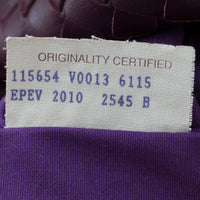 ORIGINALITY CERTIFIED
115654 V0013 6115
EPEV 2010 2545 B